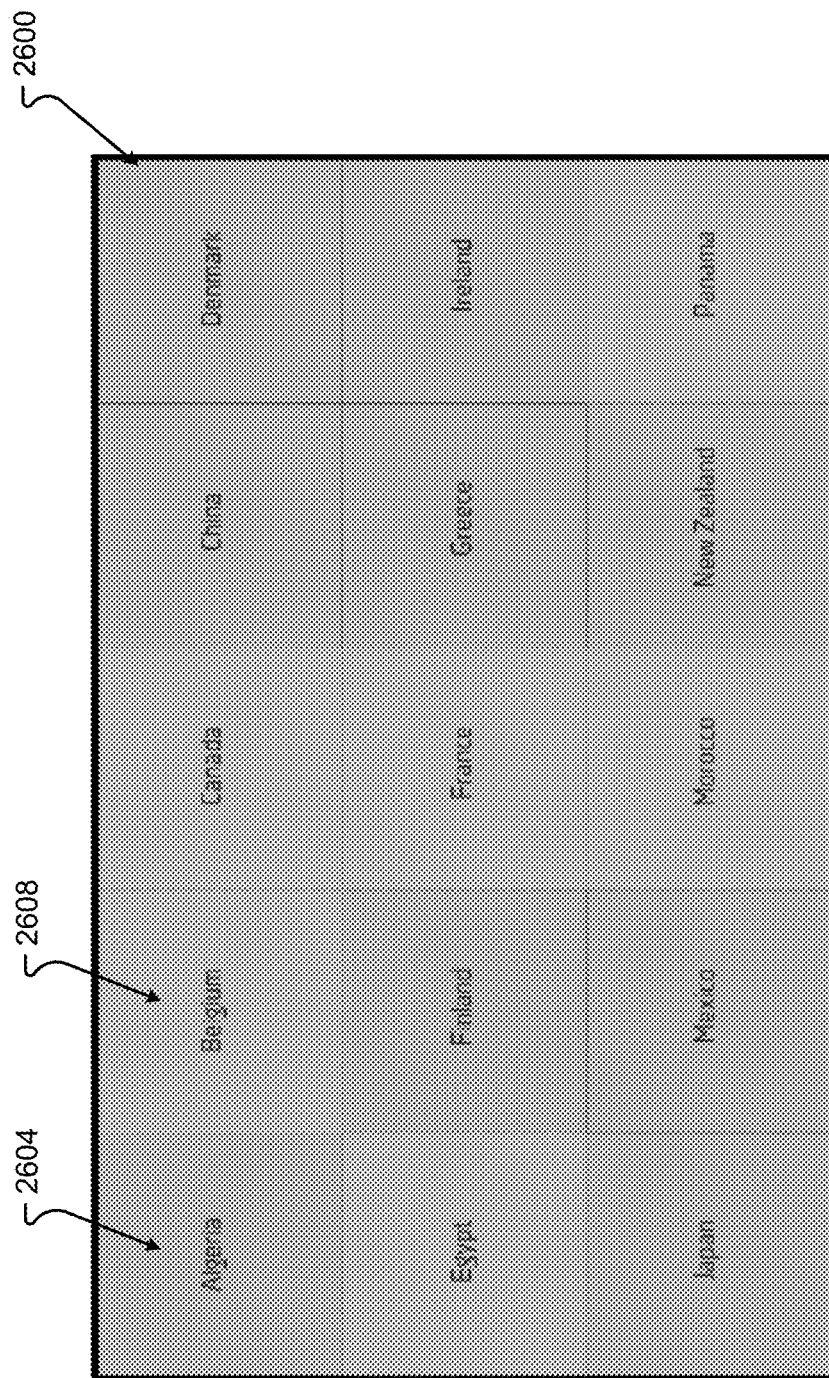 2600
2604
2608
Algeria
Belgium
Canada
China
Denmark
Egypt
Finland
France
Greece
Ireland
Japan
Mexico
Morocco
New Zealand
Panama